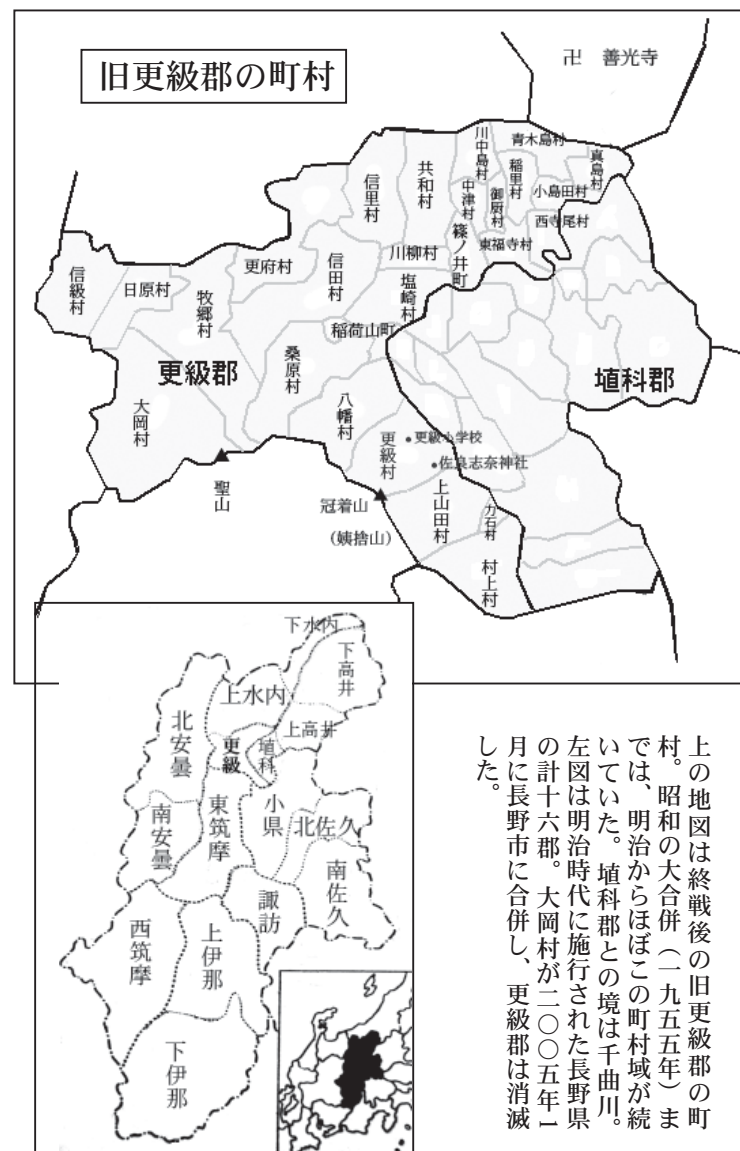 旧更級郡の町村
卍 善光寺
川中島村
青木島村
真島村
共和村
信里村
中津村
御厨村
稲里村
小島田村
西寺尾村
東福寺村
篠ノ井町
川柳村
更府村
信田村
塩崎村
信級村
日原村
牧郷村
稲荷山町
更級郡
桑原村
埴科郡
大岡村
八幡村
更級村
更級小学校
佐良志奈神社
聖山
冠着山
(姨捨山)
上山田村
力石村
村上村
下水内
下高井
上水内
北安曇
上高井
更級
埴科
南安曇
東筑摩
小県
北佐久
南佐久
諏訪
西筑摩
上伊那
下伊那
上の地図は終戦後の旧更級郡の町
村。昭和の大合併（一九五五年）ま
では、明治からほぼこの町村域が続
いていた。埴科郡との境は千曲川。
左図は明治時代に施行された長野県
の計十六郡。大岡村が二〇〇五年1
月に長野市に合併し、更級郡は消滅
した。